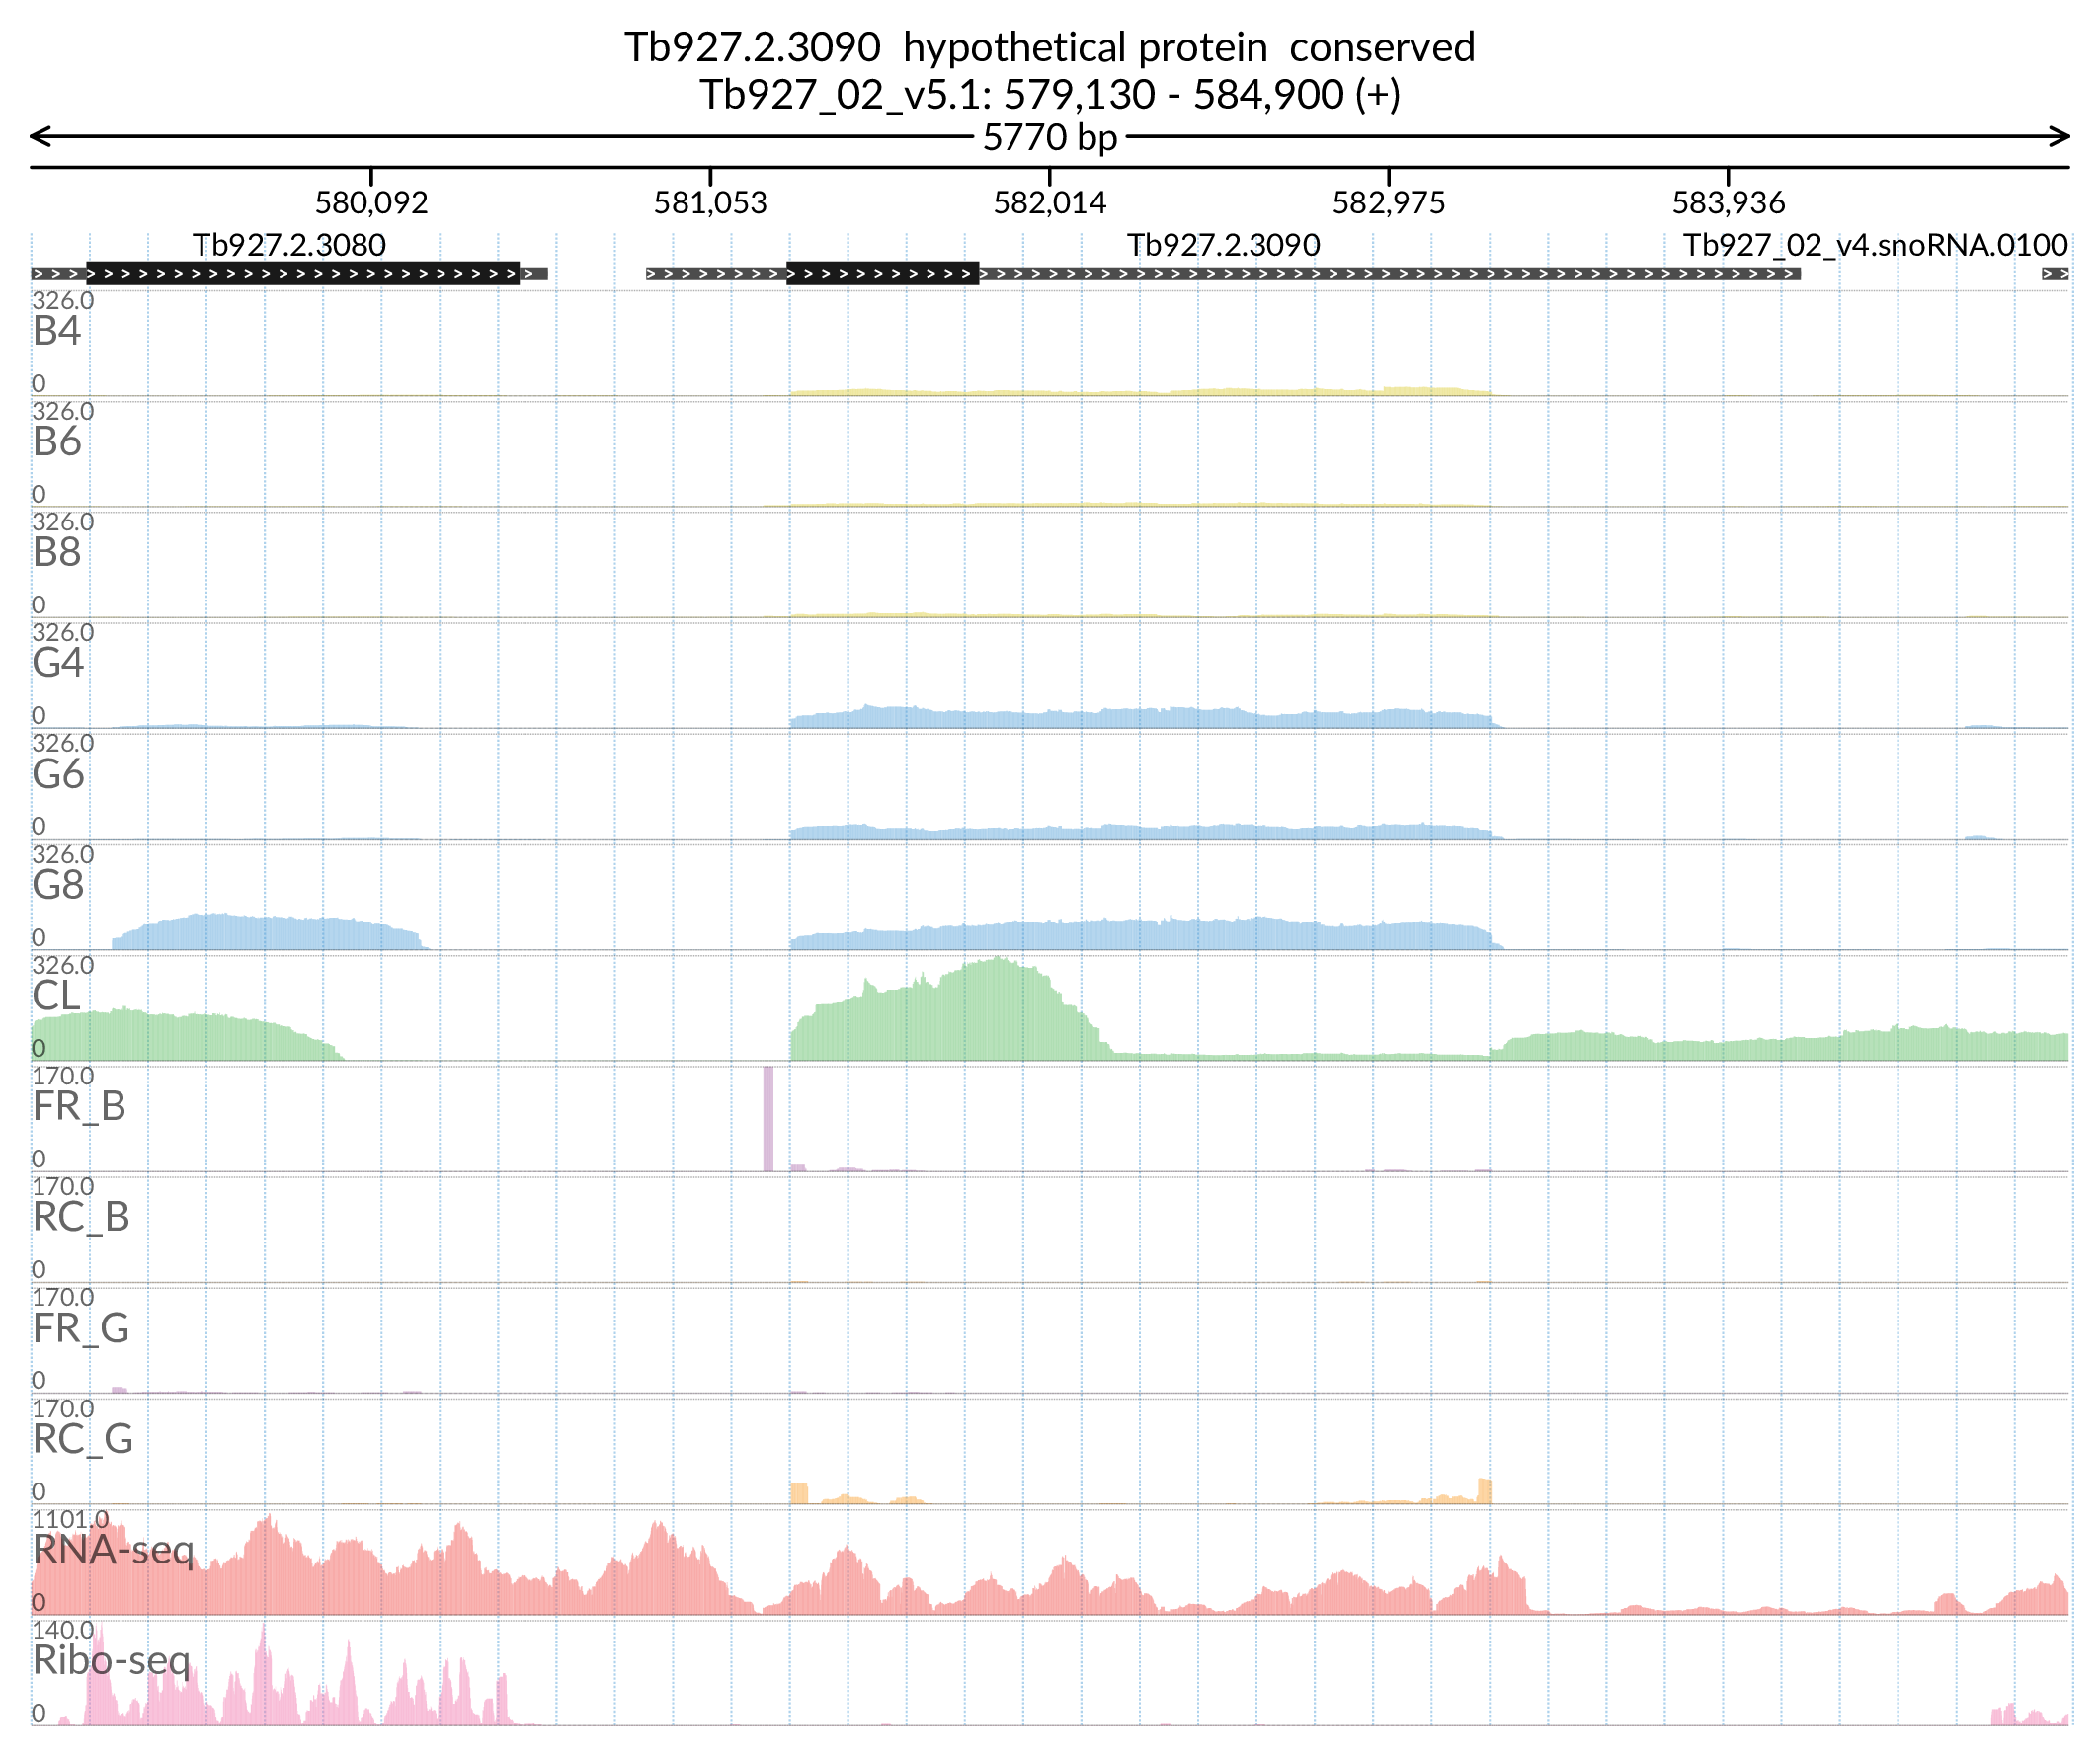 Tb927.2.3090 hypothetical protein conserved
Tb927_02_v5.1: 579,130 - 584,900 (+)
5770 bp
580,092 581,053 582,014 582,975 583,936
Tb927.2.3080 Tb927.2.3090 Tb927_02_v4.snoRNA.0100
326.0
B4
0
326.0
B6
0
326.0
B8
0
326.0
G4
0
326.0
G6
0
326.0
G8
0
326.0
CL
0
170.0
FR_B
0
170.0
RC_B
0
170.0
FR_G
0
170.0
RC_G
0
1101.0
RNA-seq
0
140.0
Ribo-seq
0